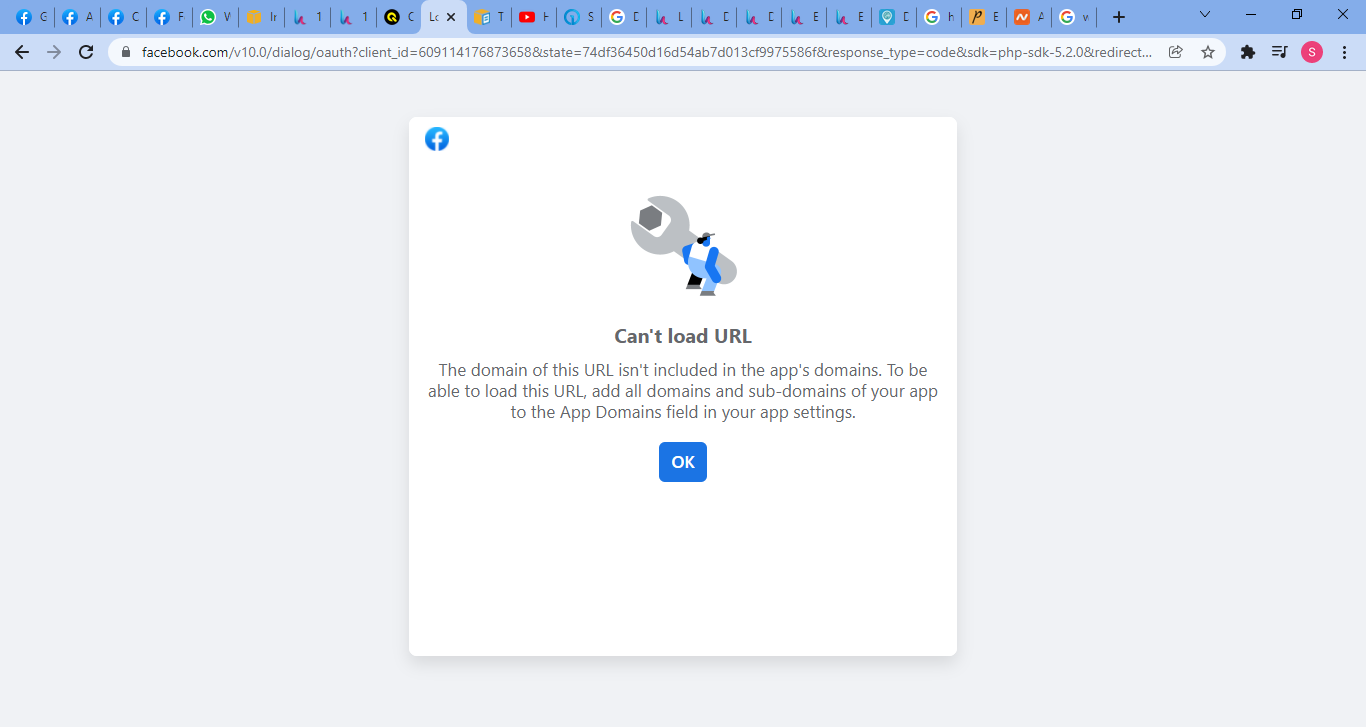 G
A
C
F
W
In
1
1
C
Lo
T
H
S
D
L
D
D
E
E
D
h
E
A
w
facebook.com/v10.0/dialog/oauth?client_id=609114176873658&state=74df36450d16d54ab7d013cf9975586f&response_type=code&sdk=php-sdk-5.2.0&redirect...
S
Can't load URL
The domain of this URL isn't included in the app's domains. To be
able to load this URL, add all domains and sub-domains of your app
to the App Domains field in your app settings.
OK